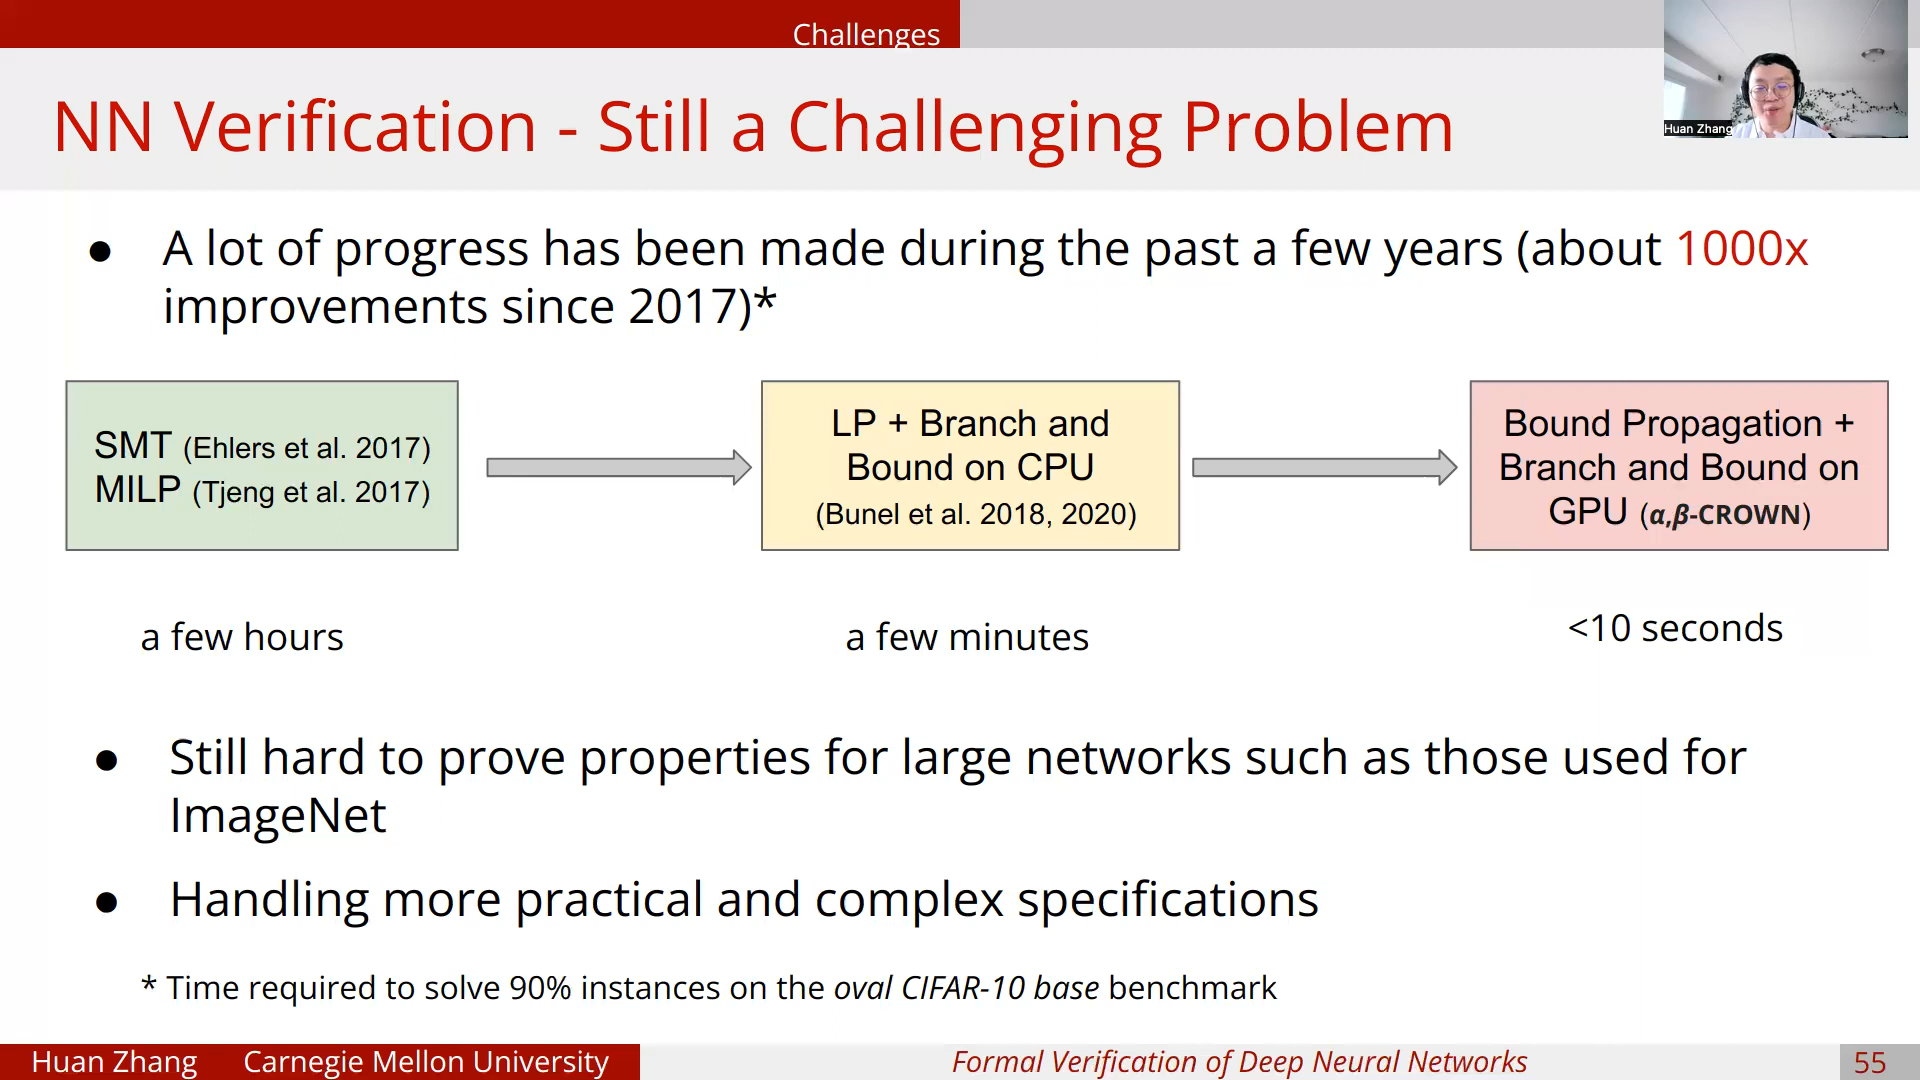 Challenges
Huan Zhang
NN Verification - Still a Challenging Problem
● A lot of progress has been made during the past a few years (about 1000x
improvements since 2017)*
SMT (Ehlers et al. 2017)
MILP (Tjeng et al. 2017)
LP + Branch and
Bound on CPU
(Bunel et al. 2018, 2020)
Bound Propagation +
Branch and Bound on
GPU (α,β-CROWN)
a few hours
a few minutes
<10 seconds
● Still hard to prove properties for large networks such as those used for
ImageNet
● Handling more practical and complex specifications
* Time required to solve 90% instances on the oval CIFAR-10 base benchmark
Huan Zhang Carnegie Mellon University
Formal Verification of Deep Neural Networks
55